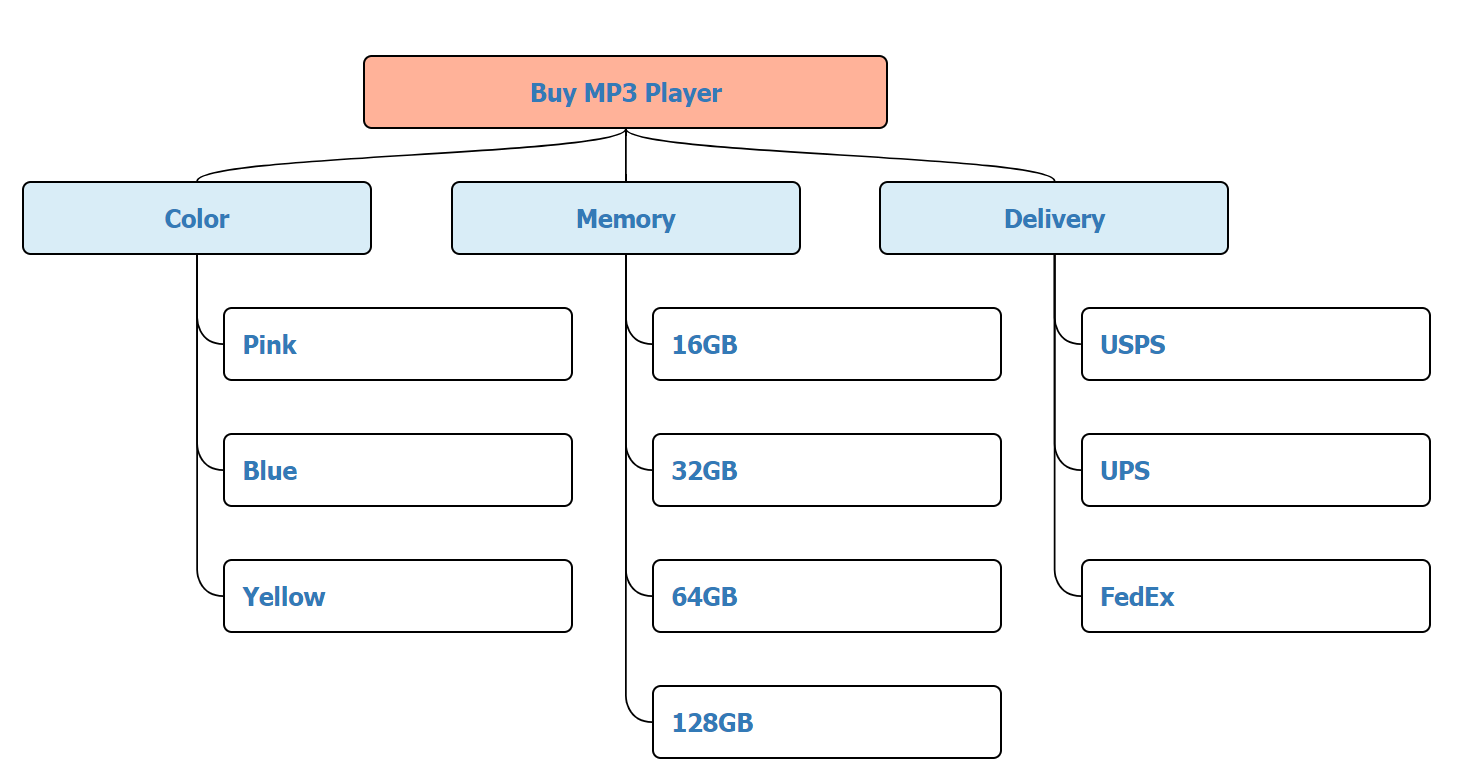 Buy MP3 Player
Color
Memory
Delivery
Pink
16GB
USPS
Blue
32GB
UPS
Yellow
64GB
FedEx
128GB